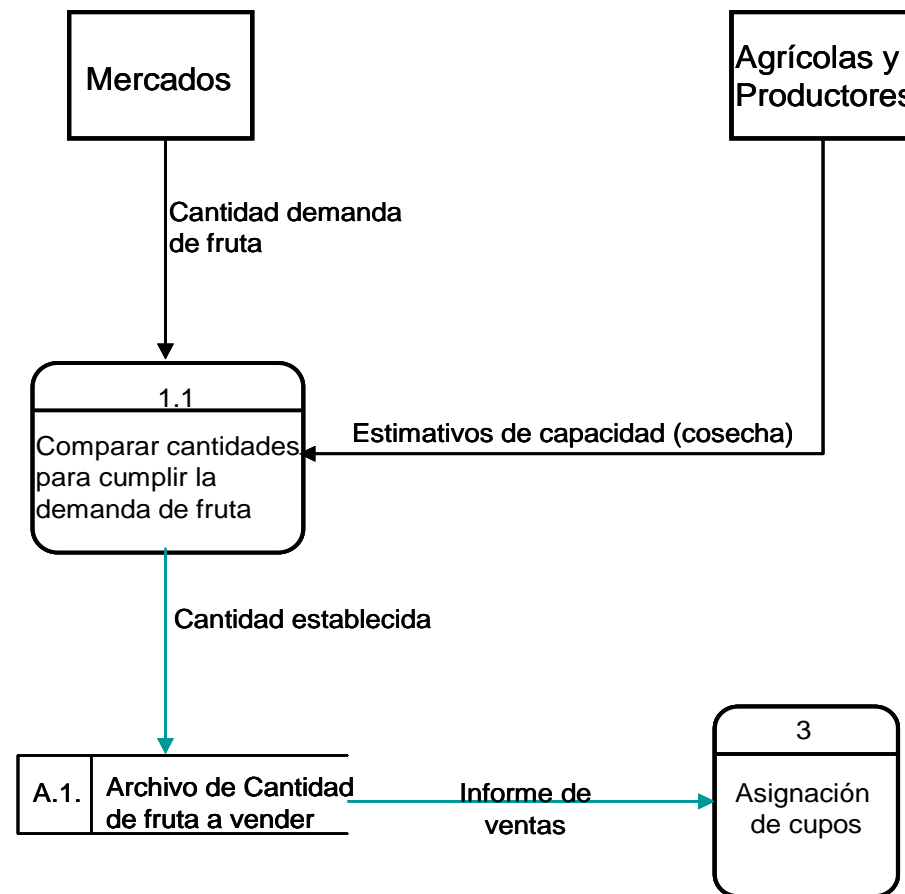 Mercados
Agrícolas y
Productores
Cantidad demanda
de fruta
1.1
Comparar cantidades
para cumplir la
demanda de fruta
Estimativos de capacidad (cosecha)
Cantidad establecida
A.1.
Archivo de Cantidad
de fruta a vender
Informe de
ventas
3
Asignación
de cupos